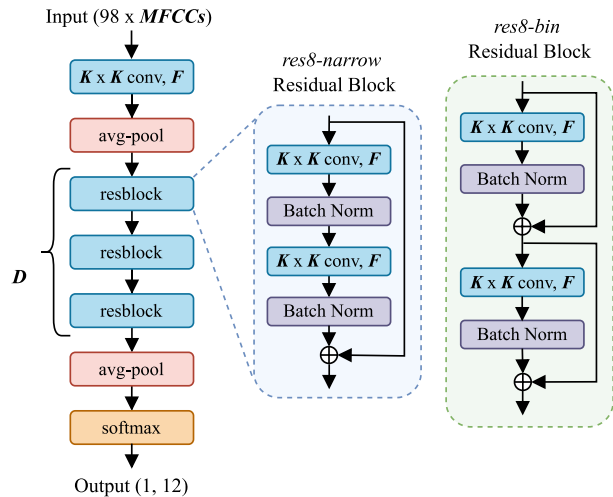 Input (98 x MFCCs)
K x K conv, F
avg-pool
resblock
resblock
resblock
D
avg-pool
softmax
Output (1, 12)
res8-narrow
Residual Block
K x K conv, F
Batch Norm
K x K conv, F
Batch Norm
res8-bin
Residual Block
K x K conv, F
Batch Norm
K x K conv, F
Batch Norm